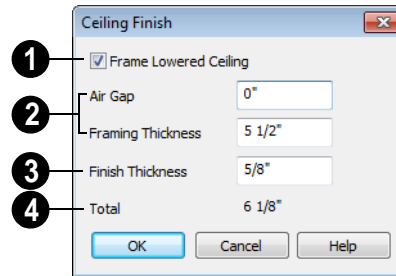 Ceiling Finish
1 Frame Lowered Ceiling
2 Air Gap 0"
Framing Thickness 5 1/2"
3 Finish Thickness 5/8"
4 Total 6 1/8"
OK Cancel Help